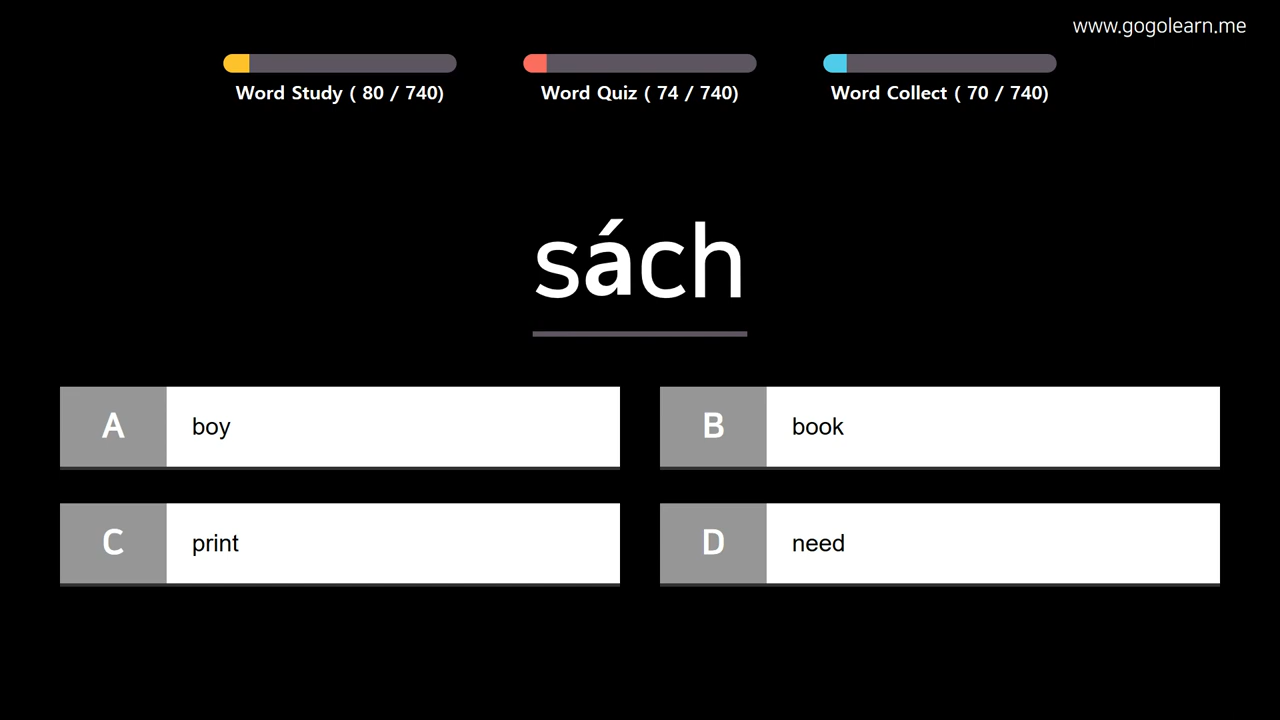 www.gogolearn.me
Word Study ( 80 / 740)
Word Quiz ( 74 / 740)
Word Collect ( 70 / 740)
sách
A boy
B book
C print
D need